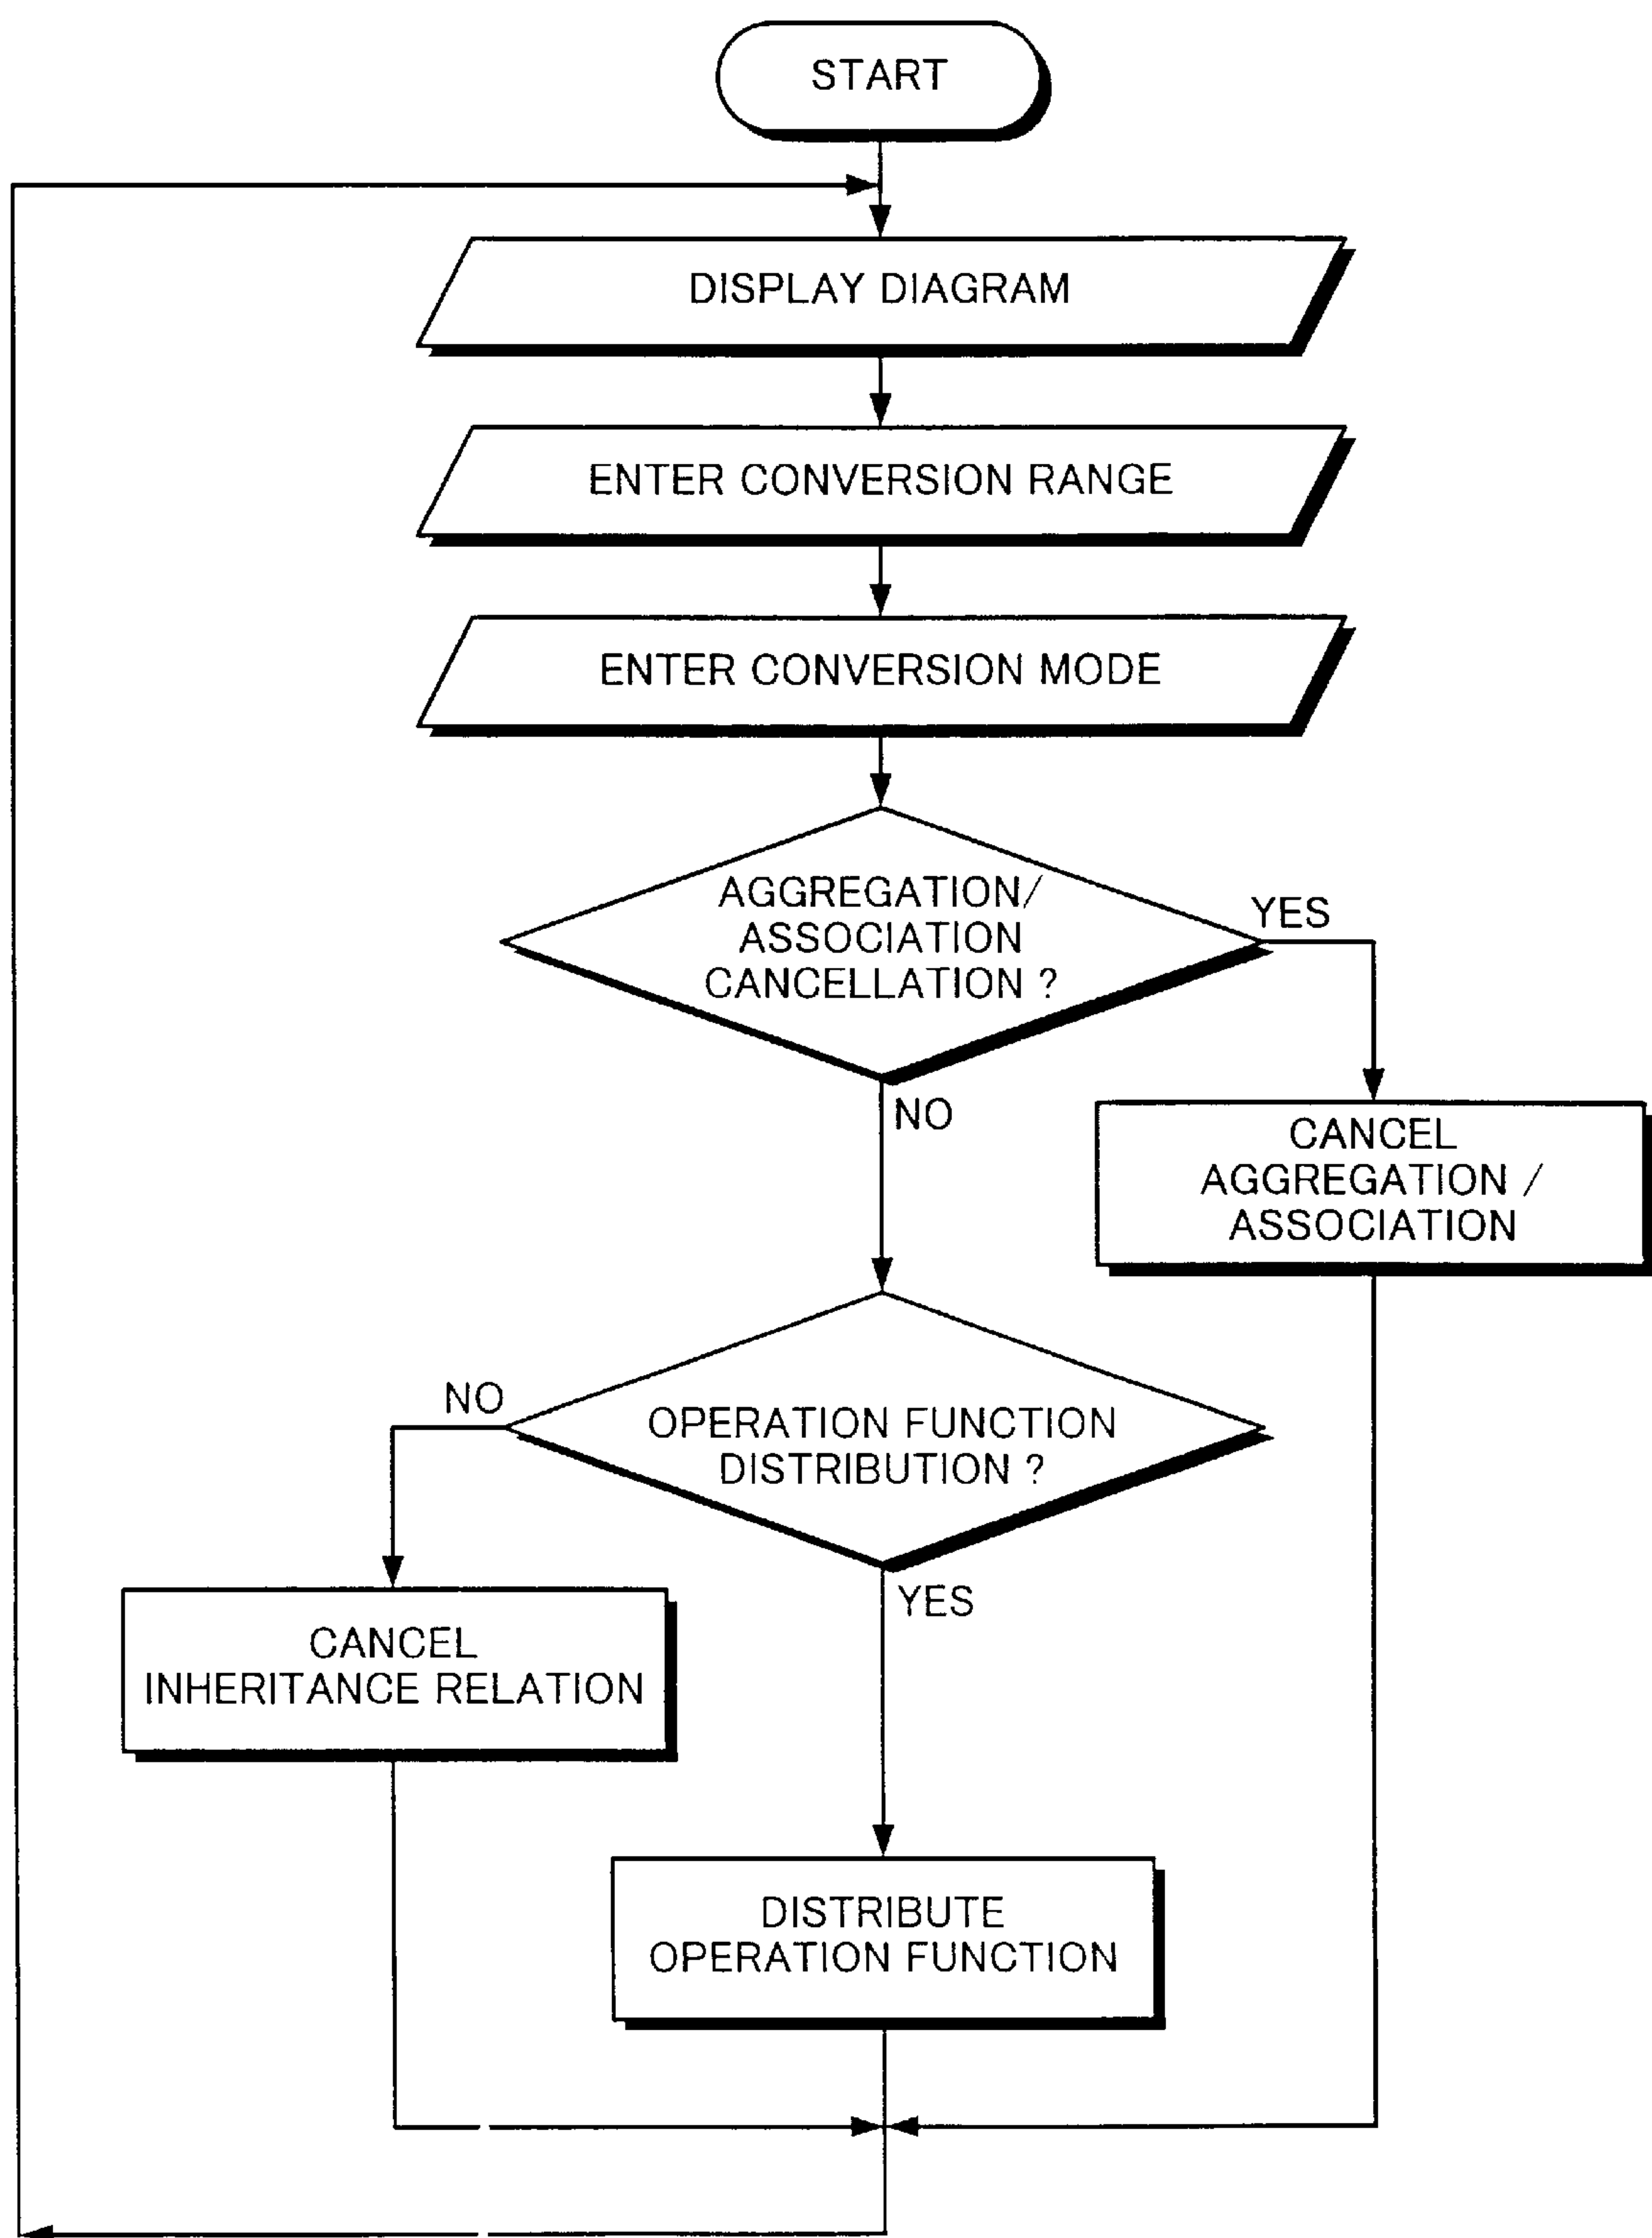 START
DISPLAY DIAGRAM
ENTER CONVERSION RANGE
ENTER CONVERSION MODE
AGGREGATION/
ASSOCIATION
CANCELLATION ?
YES
NO
CANCEL
AGGREGATION /
ASSOCIATION
NO
OPERATION FUNCTION
DISTRIBUTION ?
YES
CANCEL
INHERITANCE RELATION
DISTRIBUTE
OPERATION FUNCTION